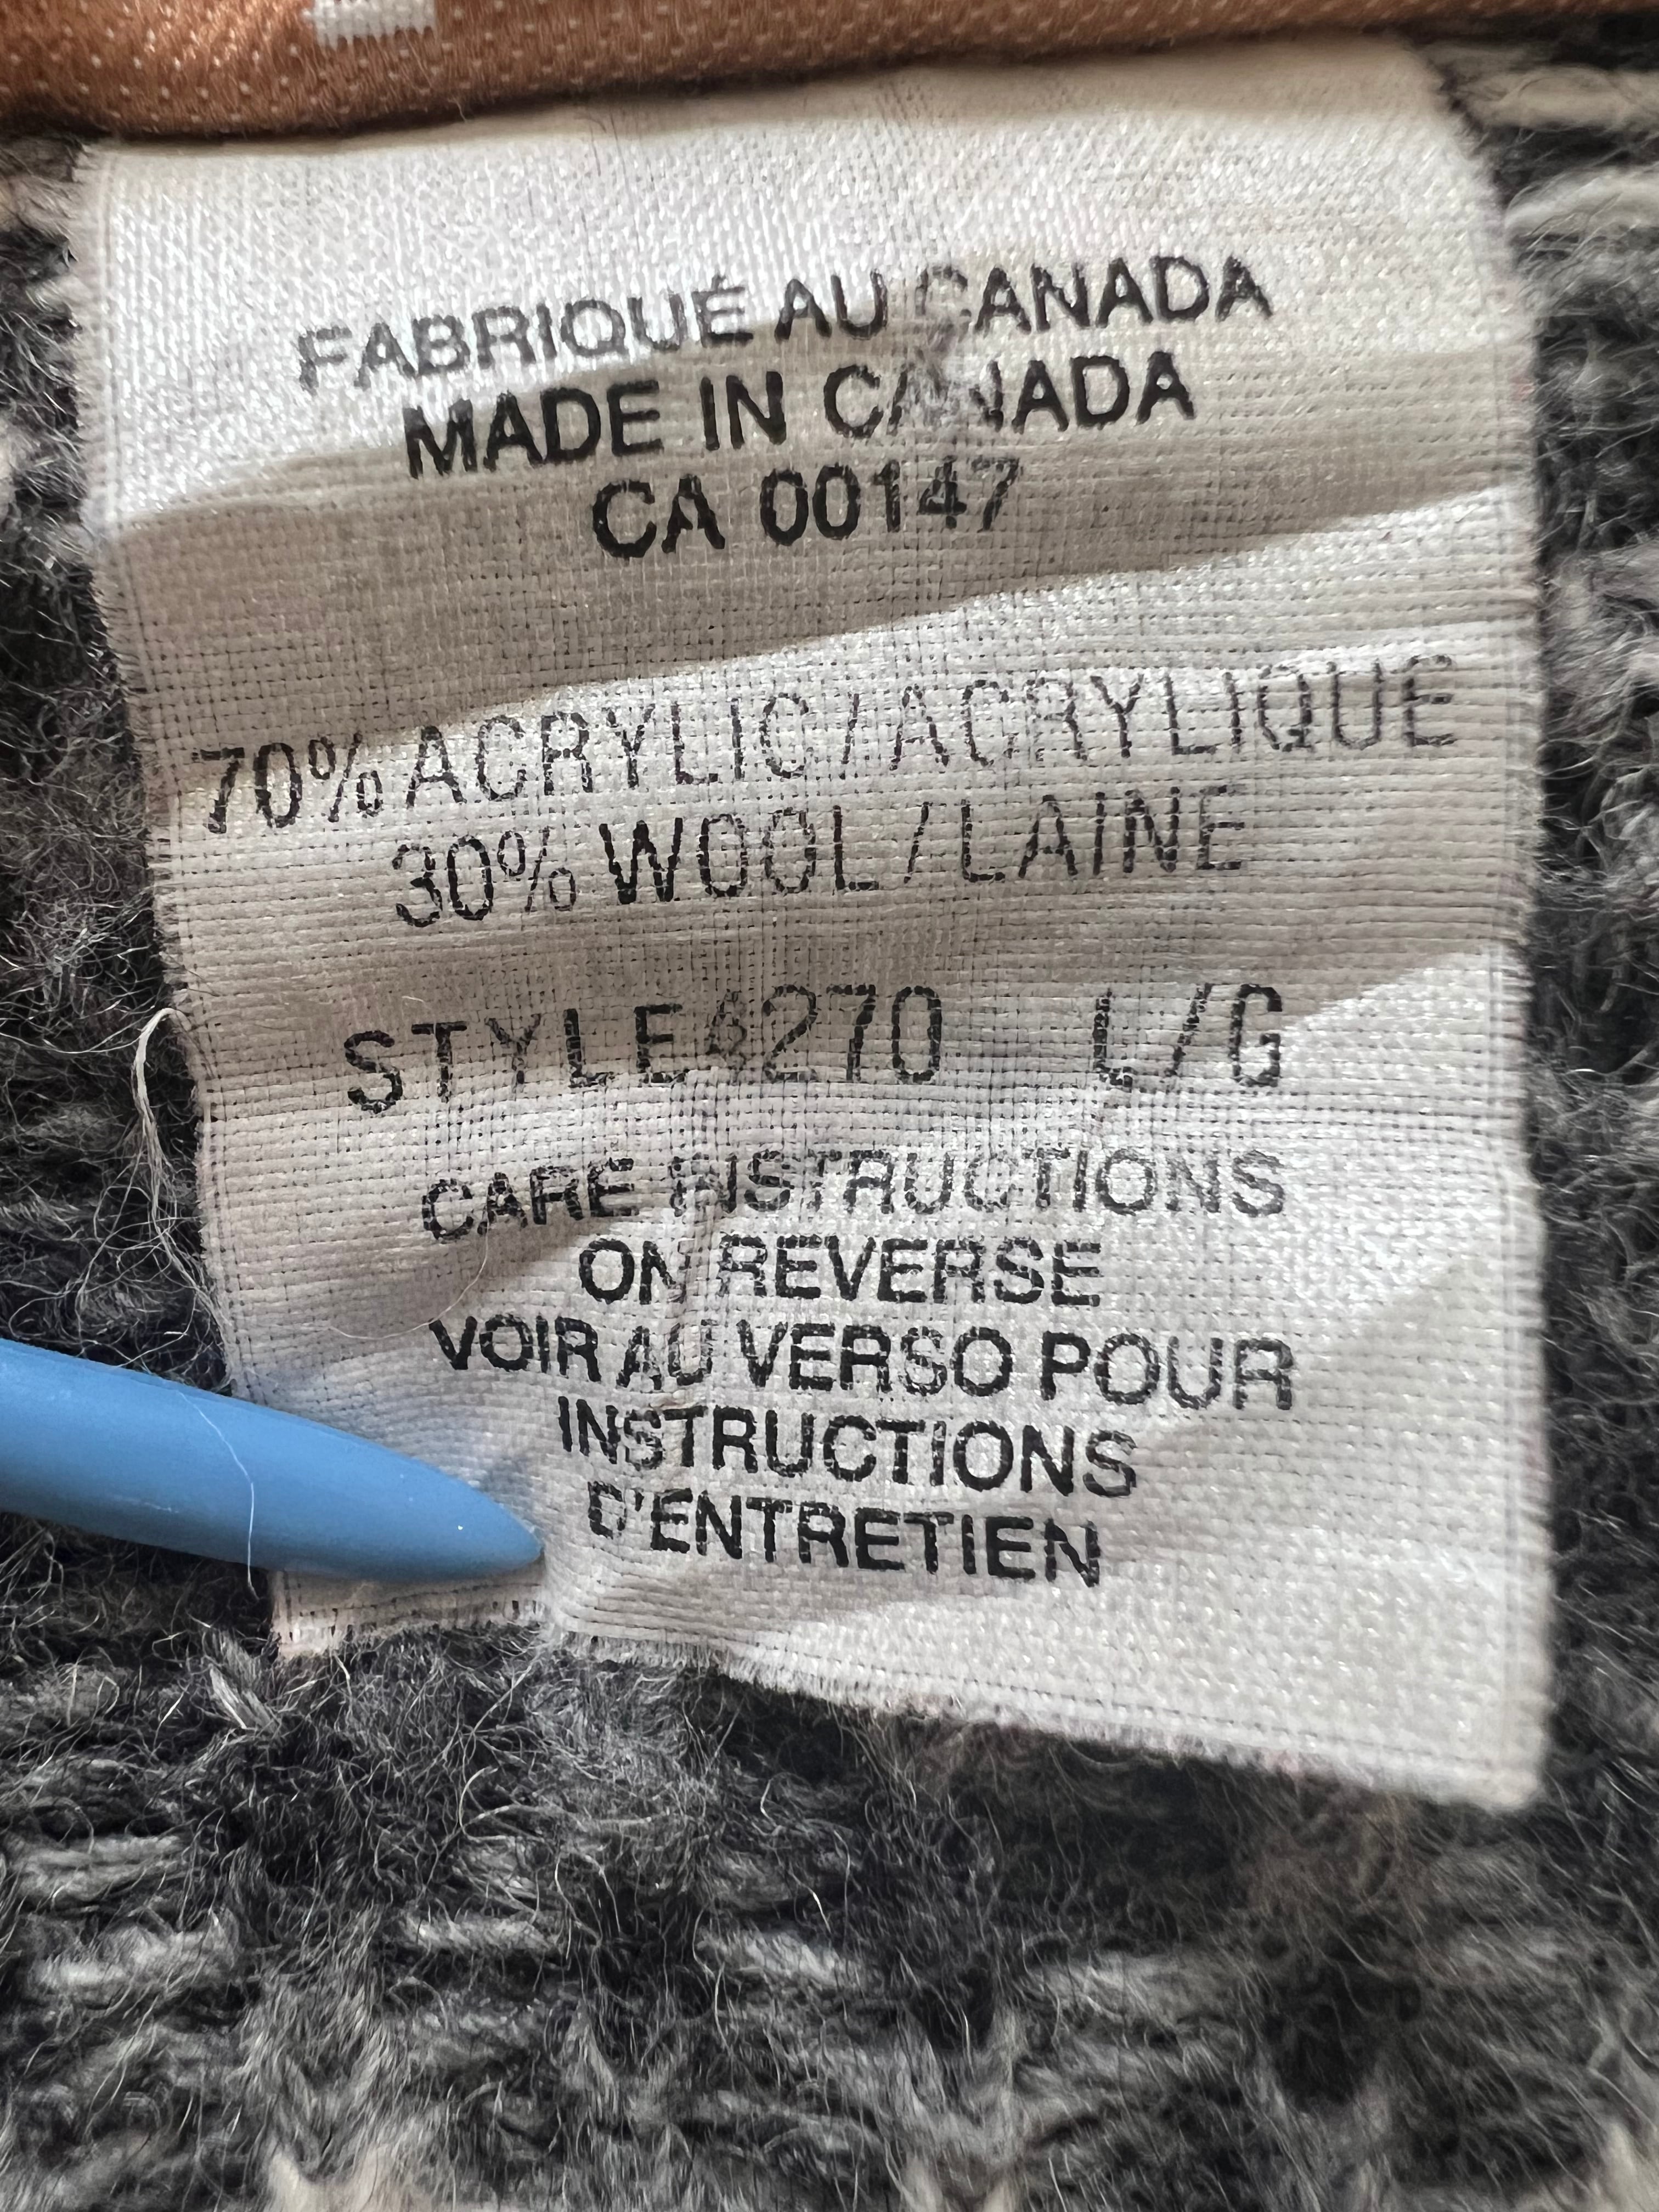 FABRIQUÉ AU CANADA
MADE IN CANADA
CA 00147
70% ACRYLIC/ACRYLIQUE
30% WOOL/LAINE
STYLE L/G
CARE INSTRUCTIONS
ON REVERSE
VOIR AU VERSO POUR
INSTRUCTIONS
D'ENTRETIEN